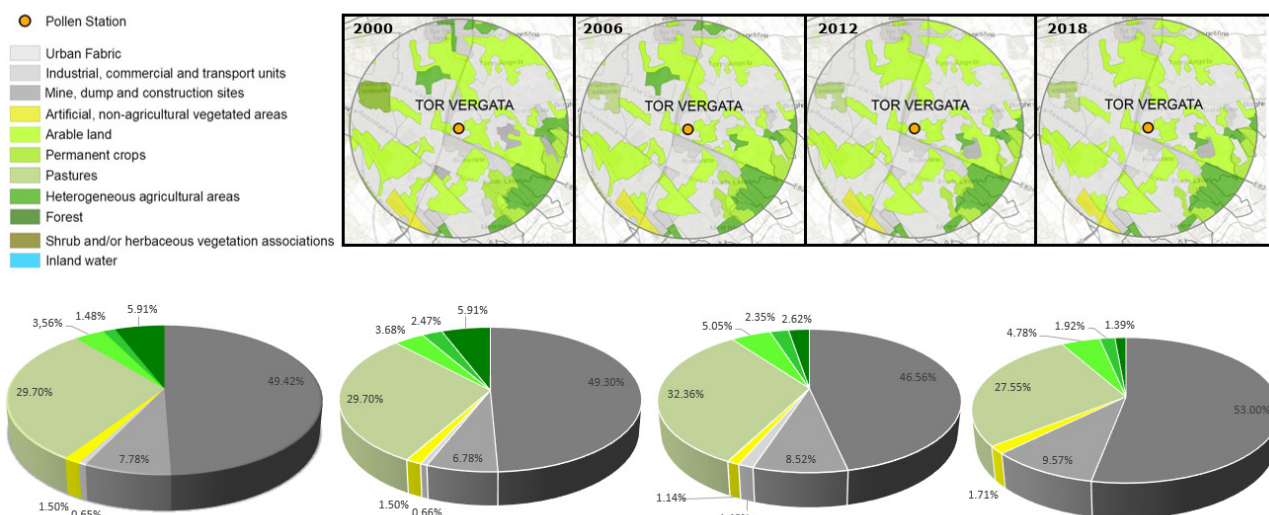 Pollen Station
Urban Fabric
Industrial, commercial and transport units
Mine, dump and construction sites
Artificial, non-agricultural vegetated areas
Arable land
Permanent crops
Pastures
Heterogeneous agricultural areas
Forest
Shrub and/or herbaceous vegetation associations
Inland water
2000
TOR VERGATA
2006
TOR VERGATA
2012
TOR VERGATA
2018
TOR VERGATA
3,56%
1.48%
5.91%
49.42%
29.70%
7.78%
1.50%
0.65%
3.68%
2.47%
5.91%
49.30%
29.70%
6.78%
1.50%
0.66%
5.05%
2.35%
2.62%
46.56%
32.36%
8.52%
1.14%
4.78%
1.92%
1.39%
27.55%
53.00%
9.57%
1.71%